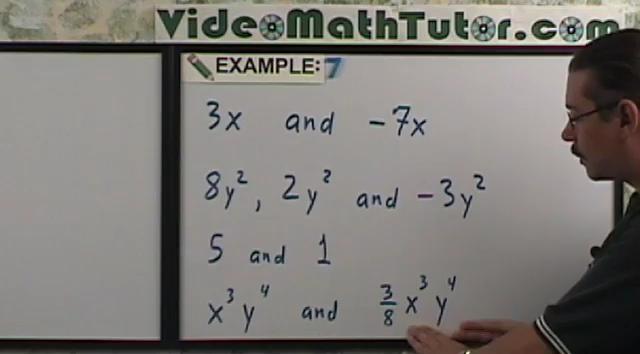 VideoMathTutor.com
EXAMPLE: 7
3x and -7x
8y², 2y² and -3y²
5 and 1
x³y⁴ and 3/8 x³y⁴